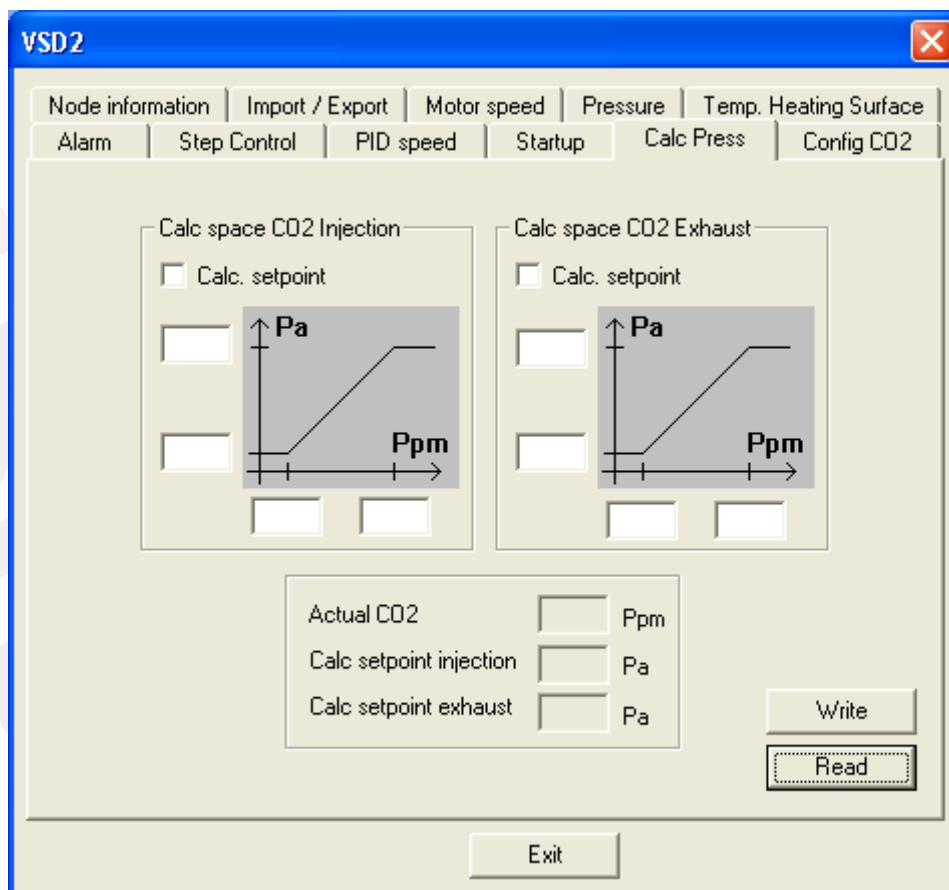 VSD2
Node information Import / Export Motor speed Pressure Temp. Heating Surface
Alarm Step Control PID speed Startup Calc Press Config CO2
Calc space CO2 Injection Calc space CO2 Exhaust
Calc. setpoint Calc. setpoint
Pa Pa
Ppm Ppm
Actual CO2 Ppm
Calc setpoint injection Pa
Calc setpoint exhaust Pa
Write
Read
Exit